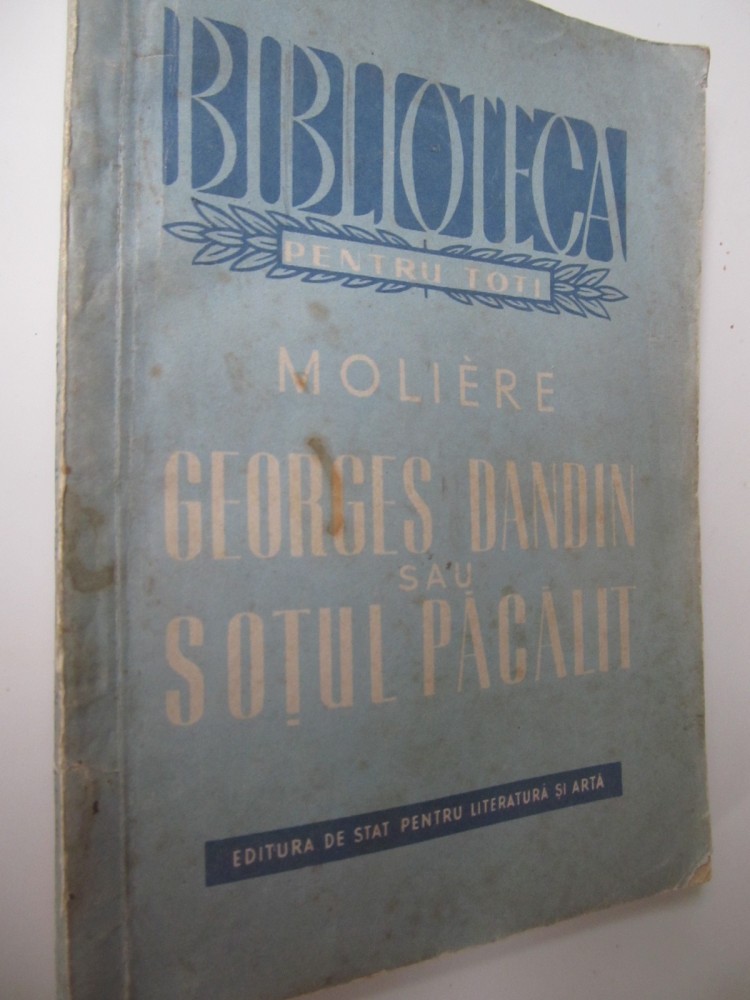 BIBLIOTECA
PENTRU TOȚI
MOLIÈRE
GEORGES DANDIN
SAU
SOȚUL PĂCĂLIT
EDITURA DE STAT PENTRU LITERATURĂ ȘI ARTĂ